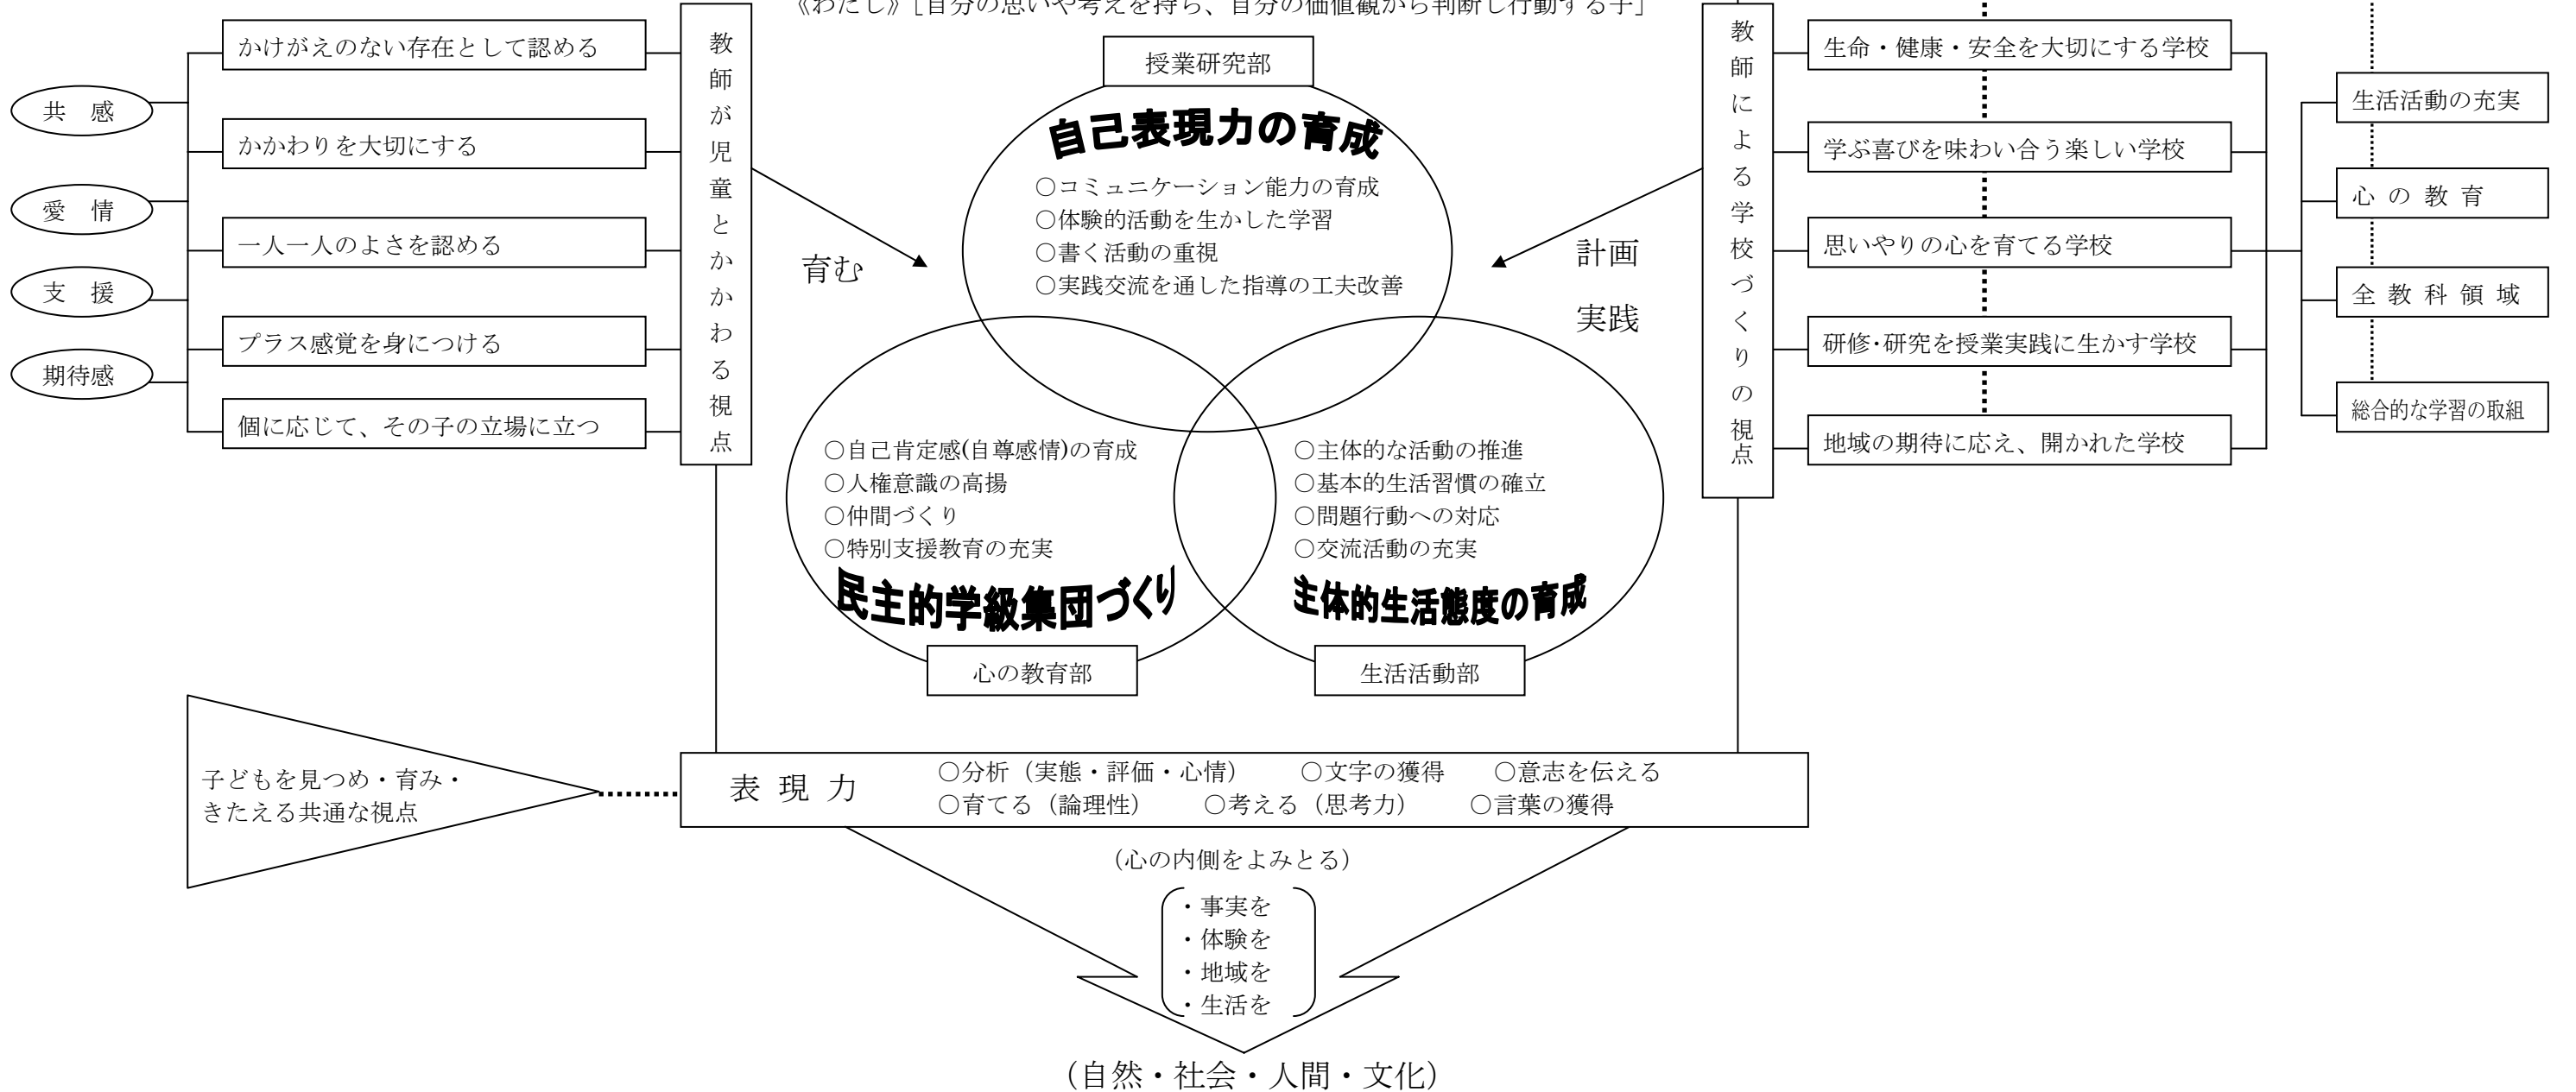 《わたし》[自分の思いや考えを持ち、自分の価値観から判断し行動する子]
共　感
愛　情
支　援
期待感
かけがえのない存在として認める
かかわりを大切にする
一人一人のよさを認める
プラス感覚を身につける
個に応じて、その子の立場に立つ
教師が児童とかかわる視点
育む
授業研究部
自己表現力の育成
○コミュニケーション能力の育成
○体験的活動を生かした学習
○書く活動の重視
○実践交流を通した指導の工夫改善
○自己肯定感(自尊感情)の育成
○人権意識の高揚
○仲間づくり
○特別支援教育の充実
民主的学級集団づくり
心の教育部
○主体的な活動の推進
○基本的生活習慣の確立
○問題行動への対応
○交流活動の充実
主体的生活態度の育成
生活活動部
計画
実践
教師による学校づくりの視点
生命・健康・安全を大切にする学校
学ぶ喜びを味わい合う楽しい学校
思いやりの心を育てる学校
研修・研究を授業実践に生かす学校
地域の期待に応え、開かれた学校
生活活動の充実
心 の 教 育
全 教 科 領 域
総合的な学習の取組
子どもを見つめ・育み・
きたえる共通な視点
表 現 力
○分析（実態・評価・心情）　○文字の獲得　○意志を伝える
○育てる（論理性）　○考える（思考力）　○言葉の獲得
（心の内側をよみとる）
・事実を
・体験を
・地域を
・生活を
（自然・社会・人間・文化）